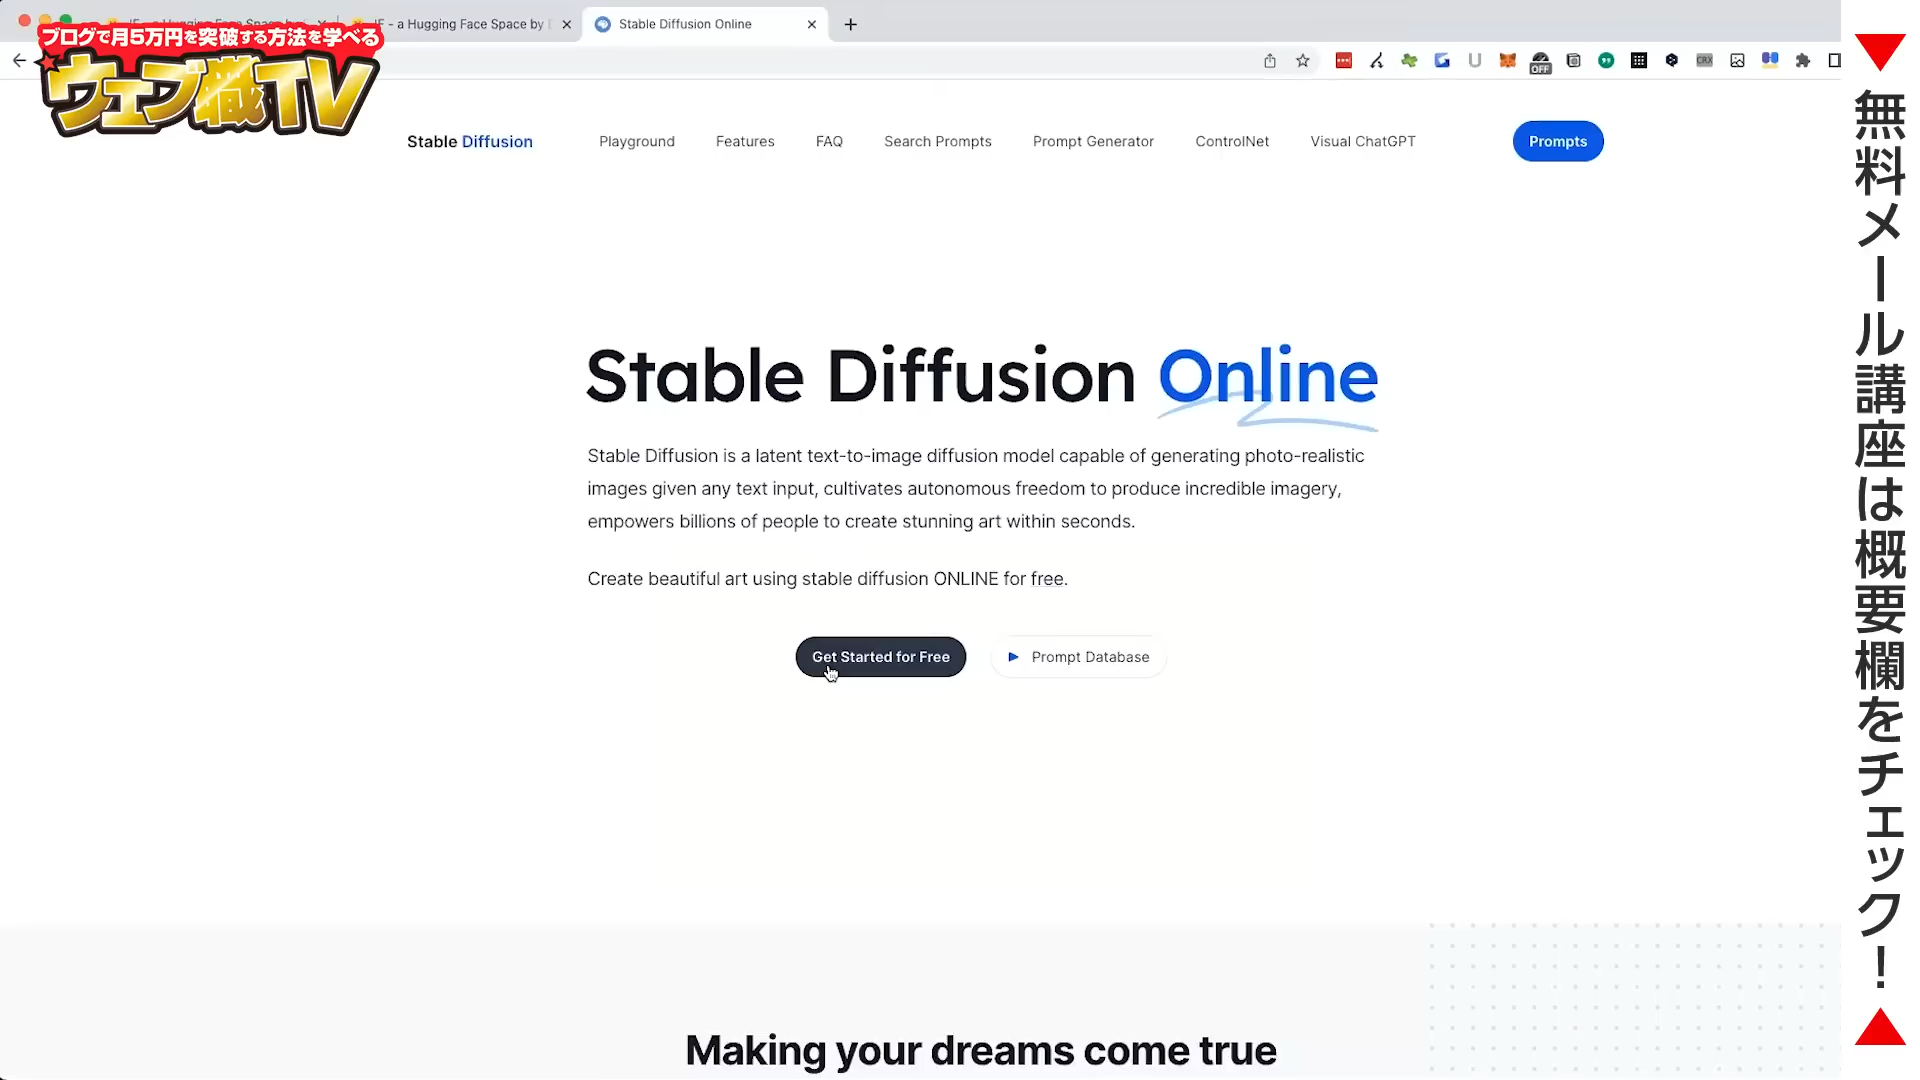 - a Hugging Face Space by
Stable Diffusion Online
ブログで月5万円を突破する方法を学べる
ウェブ職TV
OFF
CRX
Stable Diffusion
Playground
Features
FAQ
Search Prompts
Prompt Generator
ControlNet
Visual ChatGPT
Prompts
Stable Diffusion Online
Stable Diffusion is a latent text-to-image diffusion model capable of generating photo-realistic
images given any text input, cultivates autonomous freedom to produce incredible imagery,
empowers billions of people to create stunning art within seconds.
Create beautiful art using stable diffusion ONLINE for free.
Get Started for Free
Prompt Database
Making your dreams come true
無料メール講座は概要欄をチェック！